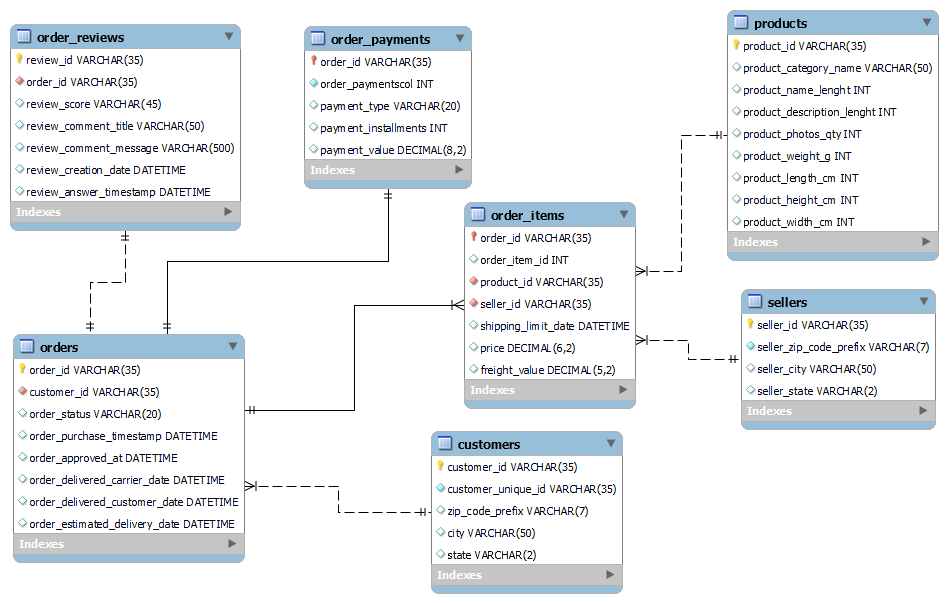 order_reviews
review_id VARCHAR(35)
order_id VARCHAR(35)
review_score VARCHAR(45)
review_comment_title VARCHAR(50)
review_comment_message VARCHAR(500)
review_creation_date DATETIME
review_answer_timestamp DATETIME
Indexes
order_payments
order_id VARCHAR(35)
order_paymentscol INT
payment_type VARCHAR(20)
payment_installments INT
payment_value DECIMAL(8,2)
Indexes
products
product_id VARCHAR(35)
product_category_name VARCHAR(50)
product_name_lenght INT
product_description_lenght INT
product_photos_qty INT
product_weight_g INT
product_length_cm INT
product_height_cm INT
product_width_cm INT
Indexes
order_items
order_id VARCHAR(35)
order_item_id INT
product_id VARCHAR(35)
seller_id VARCHAR(35)
shipping_limit_date DATETIME
price DECIMAL(6,2)
freight_value DECIMAL(5,2)
Indexes
sellers
seller_id VARCHAR(35)
seller_zip_code_prefix VARCHAR(7)
seller_city VARCHAR(50)
seller_state VARCHAR(2)
Indexes
orders
order_id VARCHAR(35)
customer_id VARCHAR(35)
order_status VARCHAR(20)
order_purchase_timestamp DATETIME
order_approved_at DATETIME
order_delivered_carrier_date DATETIME
order_delivered_customer_date DATETIME
order_estimated_delivery_date DATETIME
Indexes
customers
customer_id VARCHAR(35)
customer_unique_id VARCHAR(35)
zip_code_prefix VARCHAR(7)
city VARCHAR(50)
state VARCHAR(2)
Indexes